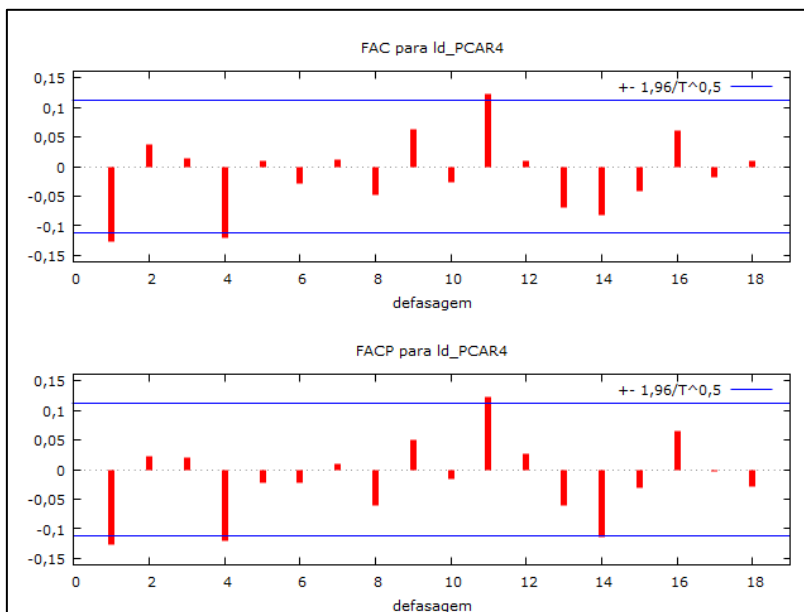 FAC para ld_PCAR4
+- 1,96/T^0,5
0,15
0,1
0,05
0
-0,05
-0,1
-0,15
0 2 4 6 8 10 12 14 16 18
defasagem
FACP para ld_PCAR4
+- 1,96/T^0,5
0,15
0,1
0,05
0
-0,05
-0,1
-0,15
0 2 4 6 8 10 12 14 16 18
defasagem